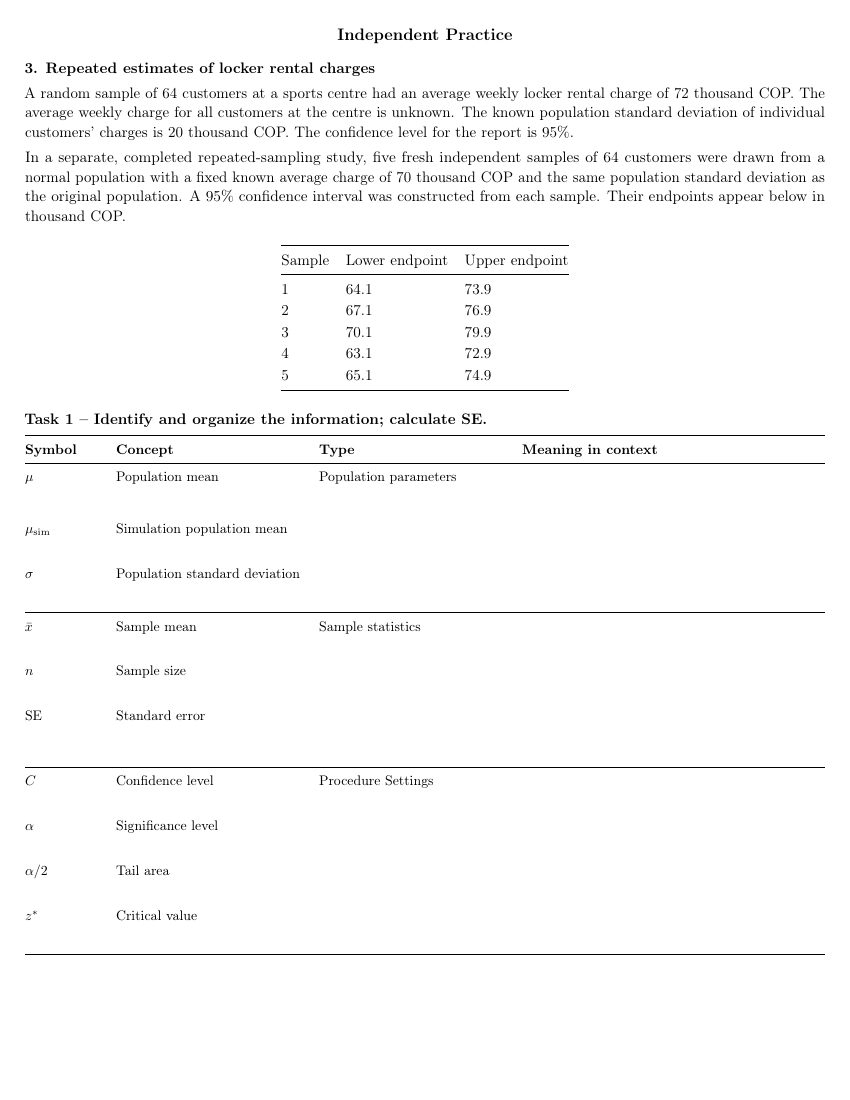 Independent Practice
3. Repeated estimates of locker rental charges
A random sample of 64 customers at a sports centre had an average weekly locker rental charge of 72 thousand COP. The
average weekly charge for all customers at the centre is unknown. The known population standard deviation of individual
customers' charges is 20 thousand COP. The confidence level for the report is 95%.
In a separate, completed repeated-sampling study, five fresh independent samples of 64 customers were drawn from a
normal population with a fixed known average charge of 70 thousand COP and the same population standard deviation as
the original population. A 95% confidence interval was constructed from each sample. Their endpoints appear below in
thousand COP.
Sample Lower endpoint Upper endpoint
1 64.1 73.9
2 67.1 76.9
3 70.1 79.9
4 63.1 72.9
5 65.1 74.9
Task 1 – Identify and organize the information; calculate SE.
Symbol Concept Type Meaning in context
μ Population mean Population parameters
μsim Simulation population mean
σ Population standard deviation
x̄ Sample mean Sample statistics
n Sample size
SE Standard error
C Confidence level Procedure Settings
α Significance level
α/2 Tail area
z* Critical value